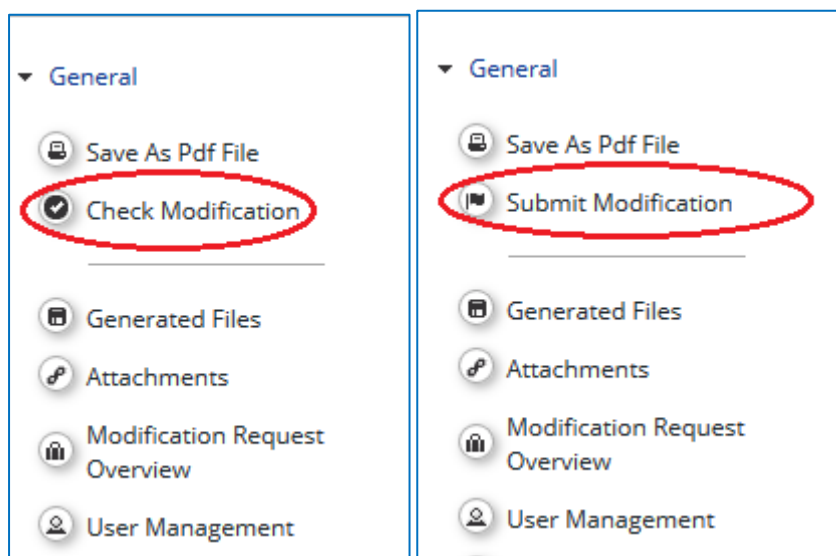 General
Save As Pdf File
Check Modification
Generated Files
Attachments
Modification Request
Overview
User Management
General
Save As Pdf File
Submit Modification
Generated Files
Attachments
Modification Request
Overview
User Management